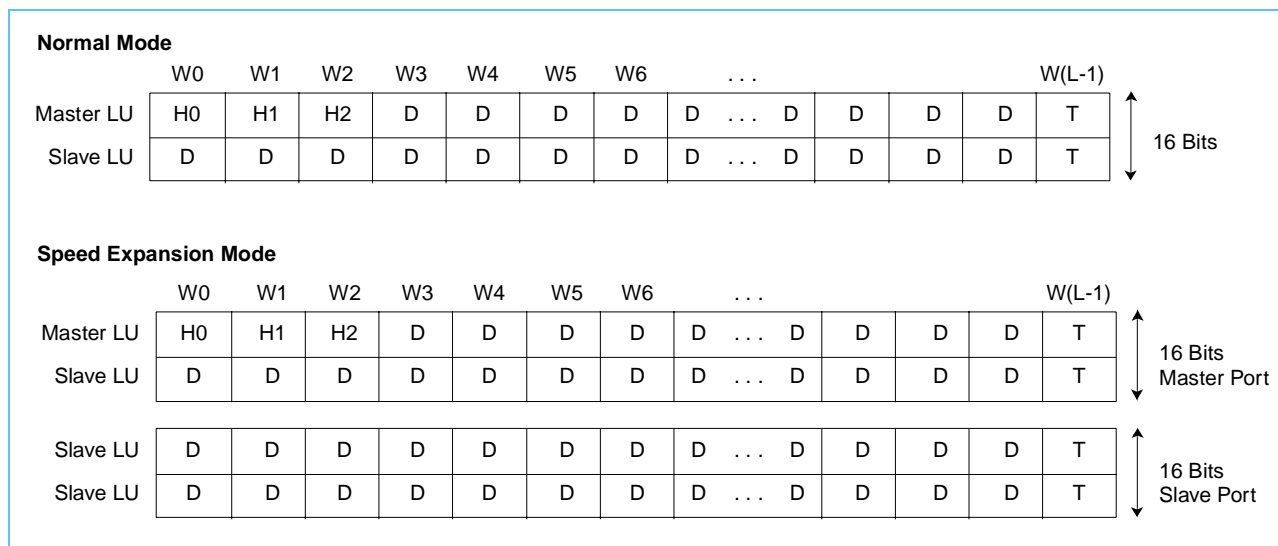 Normal Mode
W0 W1 W2 W3 W4 W5 W6 . . . W(L-1)
Master LU H0 H1 H2 D D D D D . . . D D D D T
Slave LU D D D D D D D D . . . D D D D T
16 Bits
Speed Expansion Mode
W0 W1 W2 W3 W4 W5 W6 . . . W(L-1)
Master LU H0 H1 H2 D D D D D . . . D D D D T
Slave LU D D D D D D D D . . . D D D D T
16 Bits
Master Port
Slave LU D D D D D D D D . . . D D D D T
Slave LU D D D D D D D D . . . D D D D T
16 Bits
Slave Port